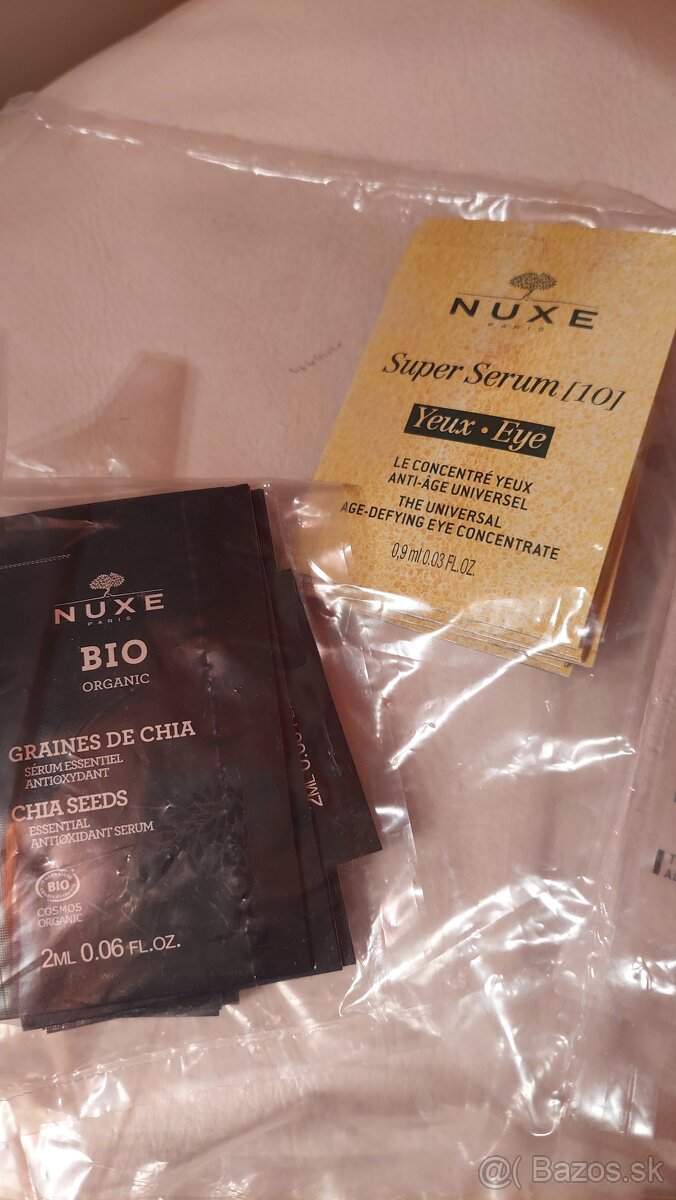 NUXE
PARIS
Super Serum [10]
Yeux • Eye
LE CONCENTRÉ YEUX
ANTI-ÂGE UNIVERSEL
THE UNIVERSAL
AGE-DEFYING EYE CONCENTRATE
0,9 ml 0.03 FL.OZ.
NUXE
PARIS
BIO
ORGANIC
GRAINES DE CHIA
SÉRUM ESSENTIEL
ANTIOXYDANT
CHIA SEEDS
ESSENTIAL
ANTIOXIDANT SERUM
BIO
COSMOS
ORGANIC
2ML 0.06 FL.OZ.
2ML
@( Bazos.sk